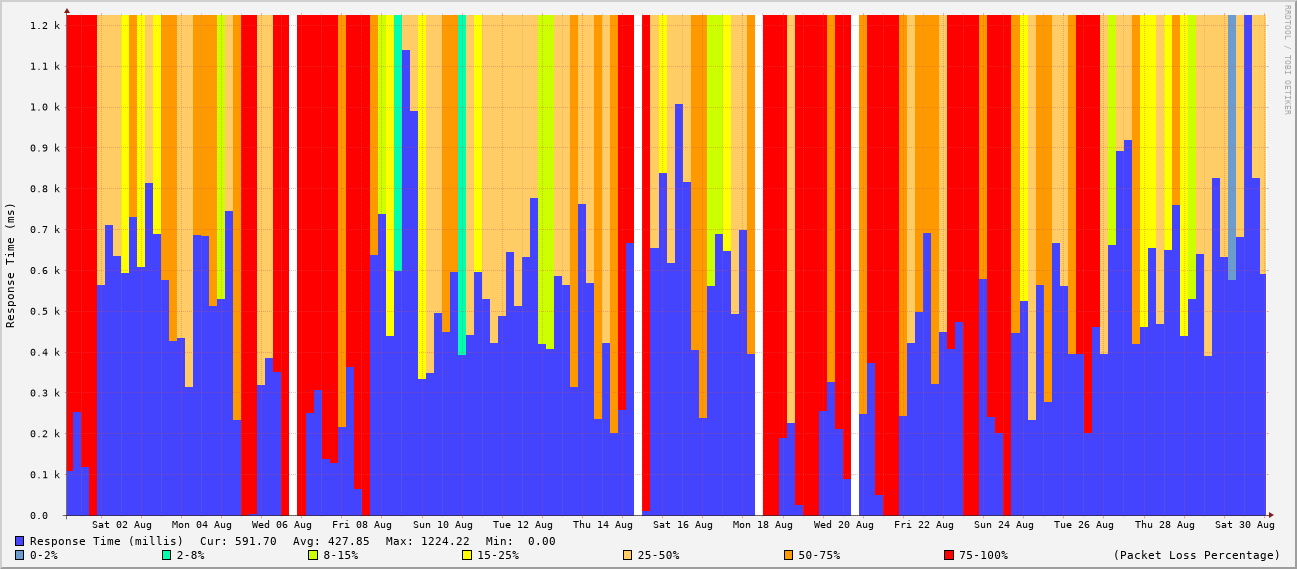 RRDTOOL / TOBI OETIKER
Response Time (ms)
1.2 k
1.1 k
1.0 k
0.9 k
0.8 k
0.7 k
0.6 k
0.5 k
0.4 k
0.3 k
0.2 k
0.1 k
0.0
Sat 02 Aug Mon 04 Aug Wed 06 Aug Fri 08 Aug Sun 10 Aug Tue 12 Aug Thu 14 Aug Sat 16 Aug Mon 18 Aug Wed 20 Aug Fri 22 Aug Sun 24 Aug Tue 26 Aug Thu 28 Aug Sat 30 Aug
Response Time (millis) Cur: 591.70 Avg: 427.85 Max: 1224.22 Min: 0.00
0-2% 2-8% 8-15% 15-25% 25-50% 50-75% 75-100% (Packet Loss Percentage)